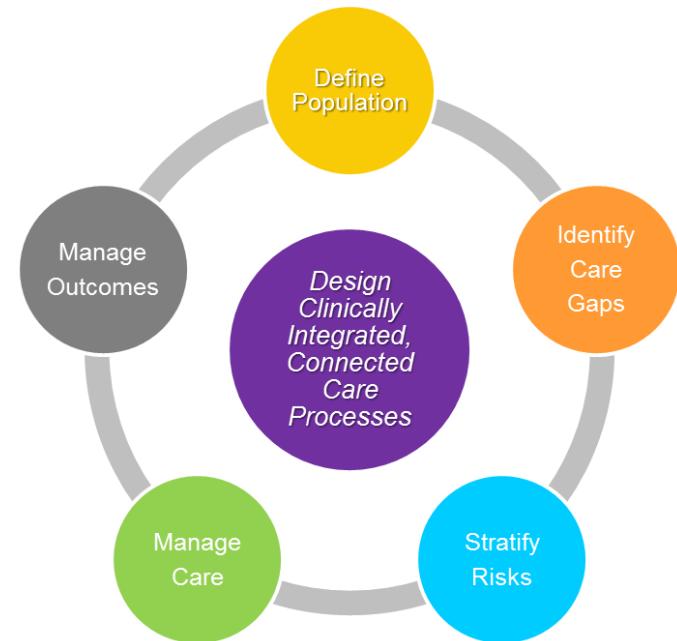 Define
Population
Identify
Care
Gaps
Stratify
Risks
Manage
Care
Manage
Outcomes
Design
Clinically
Integrated,
Connected
Care
Processes